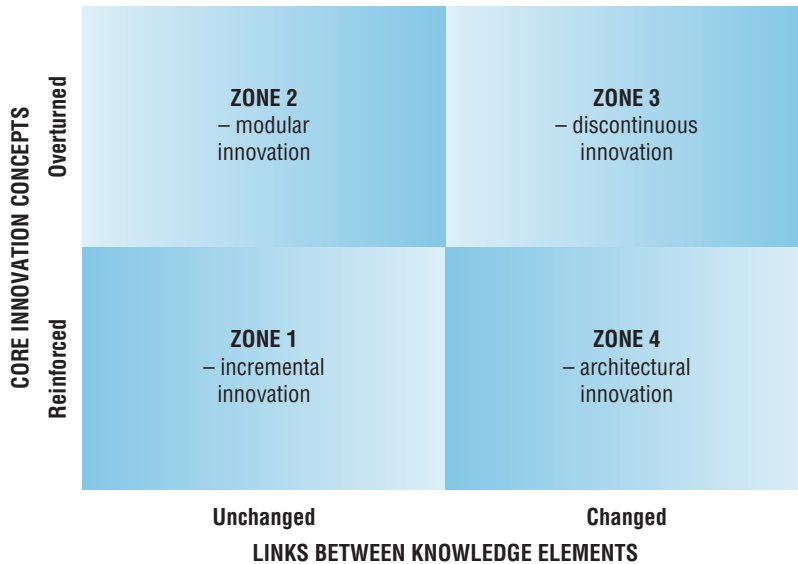 CORE INNOVATION CONCEPTS
Overturned
Reinforced
ZONE 2
– modular
innovation
ZONE 3
– discontinuous
innovation
ZONE 1
– incremental
innovation
ZONE 4
– architectural
innovation
Unchanged
Changed
LINKS BETWEEN KNOWLEDGE ELEMENTS